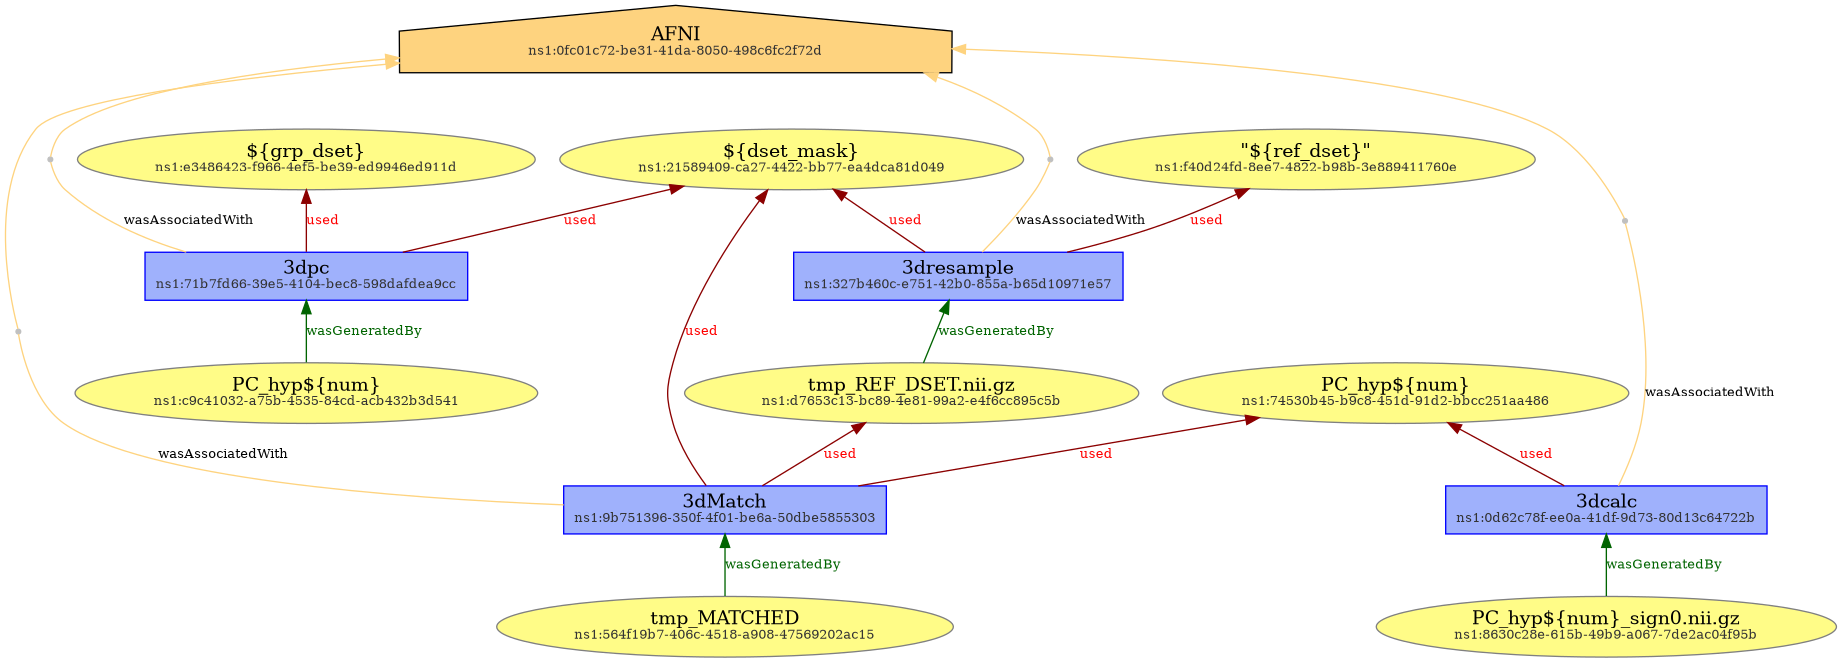 AFNI
ns1:0fc01c72-be31-41da-8050-498c6fc2f72d
${grp_dset}
ns1:e3486423-f966-4ef5-be39-ed9946ed911d
${dset_mask}
ns1:21589409-ca27-4422-bb77-ea4dca81d049
"${ref_dset}"
ns1:f40d24fd-8ee7-4822-b98b-3e889411760e
wasAssociatedWith
used
used
used
wasAssociatedWith
used
3dpc
ns1:71b7fd66-39e5-4104-bec8-598dafdea9cc
3dresample
ns1:327b460c-e751-42b0-855a-b65d10971e57
wasGeneratedBy
used
wasGeneratedBy
PC_hyp${num}
ns1:c9c41032-a75b-4535-84cd-acb432b3d541
tmp_REF_DSET.nii.gz
ns1:d7653c13-bc89-4e81-99a2-e4f6cc895c5b
PC_hyp${num}
ns1:74530b45-b9c8-451d-91d2-bbcc251aa486
wasAssociatedWith
wasAssociatedWith
used
used
used
3dMatch
ns1:9b751396-350f-4f01-be6a-50dbe5855303
3dcalc
ns1:0d62c78f-ee0a-41df-9d73-80d13c64722b
wasGeneratedBy
wasGeneratedBy
tmp_MATCHED
ns1:564f19b7-406c-4518-a908-47569202ac15
PC_hyp${num}_sign0.nii.gz
ns1:8630c28e-615b-49b9-a067-7de2ac04f95b